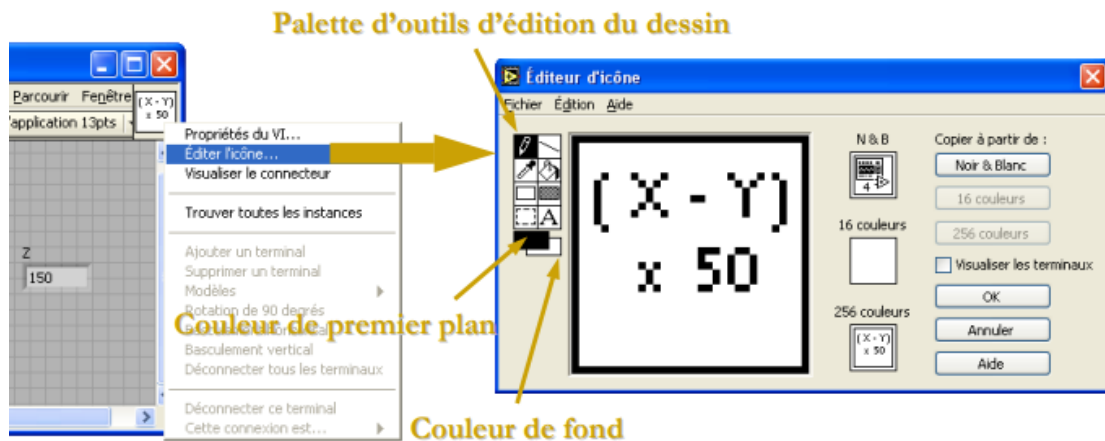 Palette d'outils d'édition du dessin
Parcourir Fenêtre
(X-Y)
x 50
'application 13pts
Z
150
Propriétés du VI...
Éditer l'icône...
Visualiser le connecteur
Trouver toutes les instances
Ajouter un terminal
Supprimer un terminal
Modèles
Rotation de 90 degrés
Couleur de premier plan
Basculement vertical
Déconnecter tous les terminaux
Déconnecter ce terminal
Cette connexion est...
Couleur de fond
Éditeur d'icône
Fichier Édition Aide
A
(X-Y)
x 50
N & B
4
16 couleurs
256 couleurs
(X-Y)
x 50
Copier à partir de :
Noir & Blanc
16 couleurs
256 couleurs
Visualiser les terminaux
OK
Annuler
Aide